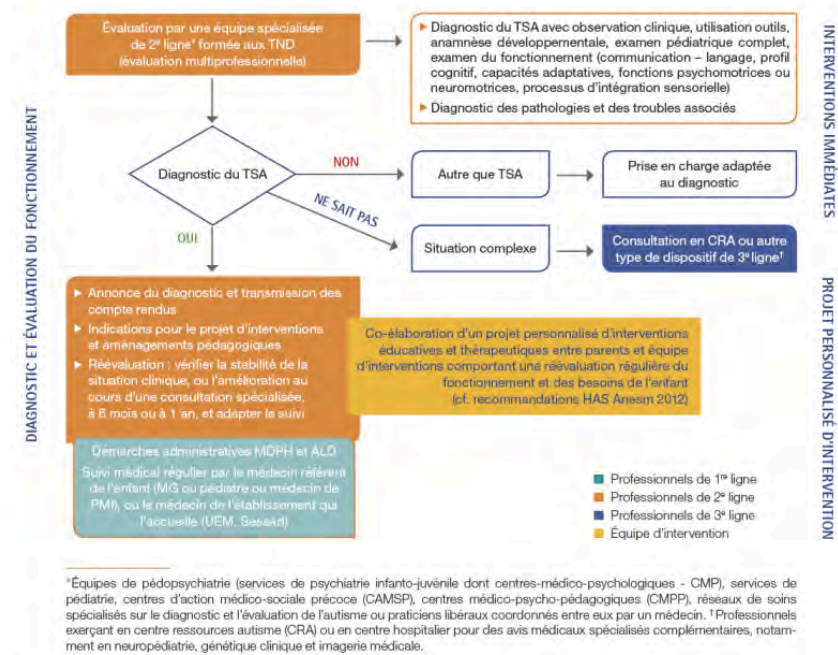 Évaluation par une équipe spécialisée
de 2e ligne* formée aux TND
(évaluation multiprofessionnelle)
► Diagnostic du TSA avec observation clinique, utilisation outils,
anamnèse développementale, examen pédiatrique complet,
examen du fonctionnement (communication – langage, profil
cognitif, capacités adaptatives, fonctions psychomotrices ou
neuromotrices, processus d'intégration sensorielle)
► Diagnostic des pathologies et des troubles associés
INTERVENTIONS IMMÉDIATES
DIAGNOSTIC ET ÉVALUATION DU FONCTIONNEMENT
Diagnostic du TSA
NON
Autre que TSA
Prise en charge adaptée
au diagnostic
NE SAIT PAS
Situation complexe
Consultation en CRA ou autre
type de dispositif de 3e ligne†
OUI
► Annonce du diagnostic et transmission des
compte rendus
► Indications pour le projet d'interventions
et aménagements pédagogiques
► Réévaluation : vérifier la stabilité de la
situation clinique, ou l'amélioration au
cours d'une consultation spécialisée,
à 6 mois ou à 1 an, et adapter le suivi
Co-élaboration d'un projet personnalisé d'interventions
éducatives et thérapeutiques entre parents et équipe
d'interventions comportant une réévaluation régulière du
fonctionnement et des besoins de l'enfant
(cf. recommandations HAS Anesm 2012)
PROJET PERSONNALISÉ D'INTERVENTION
Démarches administratives MDPH et ALD
Suivi médical régulier par le médecin référent
de l'enfant (MG ou pédiatre ou médecin de
PMI), ou le médecin de l'établissement qui
l'accueille (UEM, Sessad)
Professionnels de 1re ligne
Professionnels de 2e ligne
Professionnels de 3e ligne
Équipe d'intervention
*Équipes de pédopsychiatrie (services de psychiatrie infanto-juvénile dont centres-médico-psychologiques - CMP), services de
pédiatrie, centres d'action médico-sociale précoce (CAMSP), centres médico-psycho-pédagogiques (CMPP), réseaux de soins
spécialisés sur le diagnostic et l'évaluation de l'autisme ou praticiens libéraux coordonnés entre eux par un médecin. †Professionnels
exerçant en centre ressources autisme (CRA) ou en centre hospitalier pour des avis médicaux spécialisés complémentaires, notam-
ment en neuropédiatrie, génétique clinique et imagerie médicale.